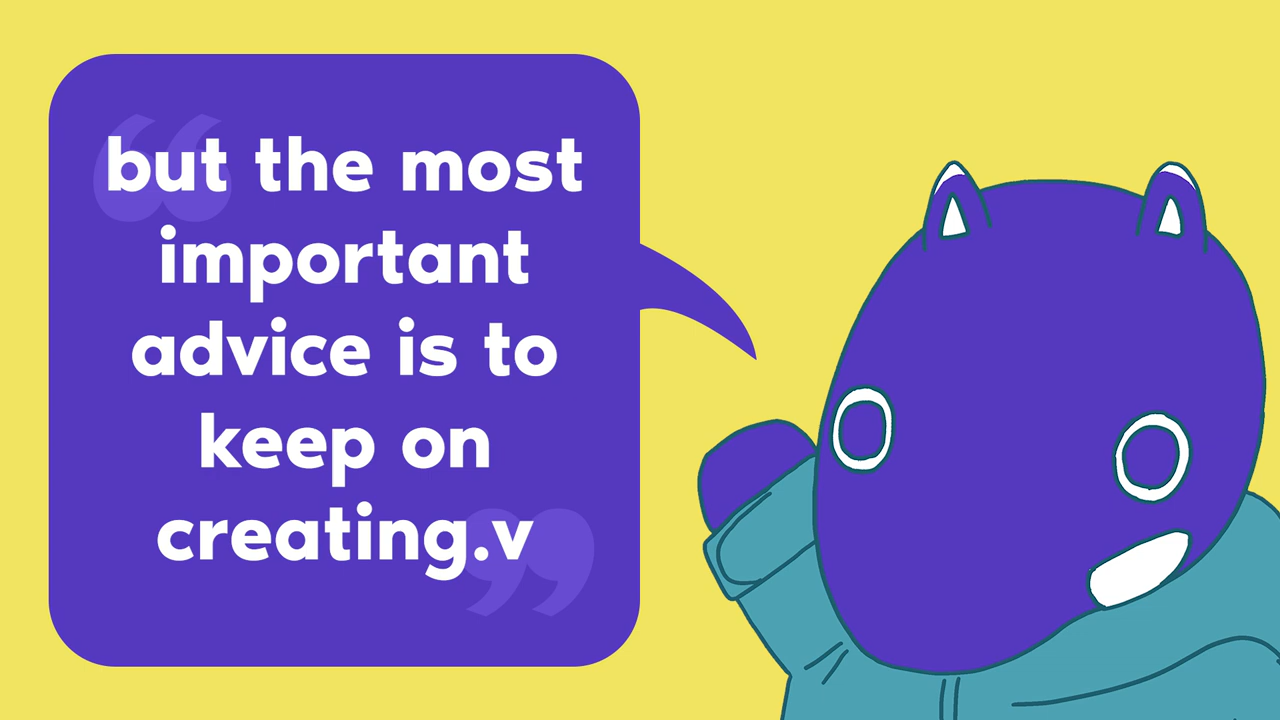 but the most
important
advice is to
keep on
creating.v